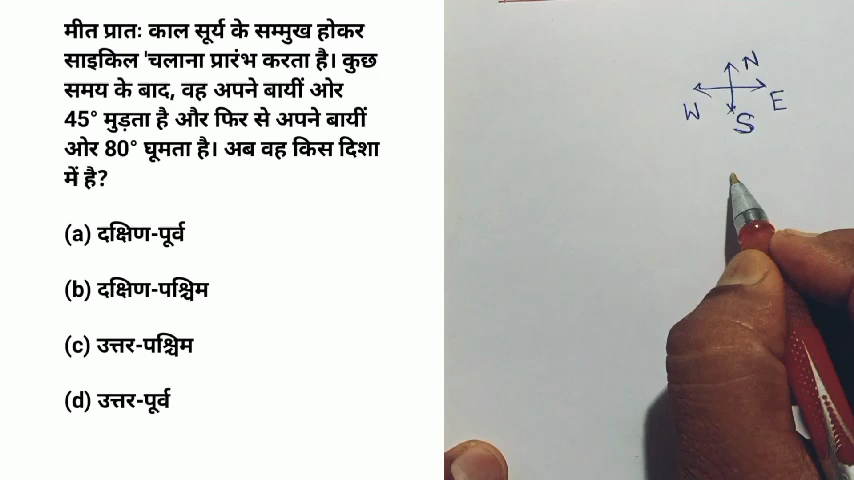 मीत प्रातः काल सूर्य के सम्मुख होकर
साइकिल 'चलाना प्रारंभ करता है। कुछ
समय के बाद, वह अपने बायीं ओर
45° मुड़ता है और फिर से अपने बायीं
ओर 80° घूमता है। अब वह किस दिशा
में है?
(a) दक्षिण-पूर्व
(b) दक्षिण-पश्चिम
(c) उत्तर-पश्चिम
(d) उत्तर-पूर्व
N
W
E
S